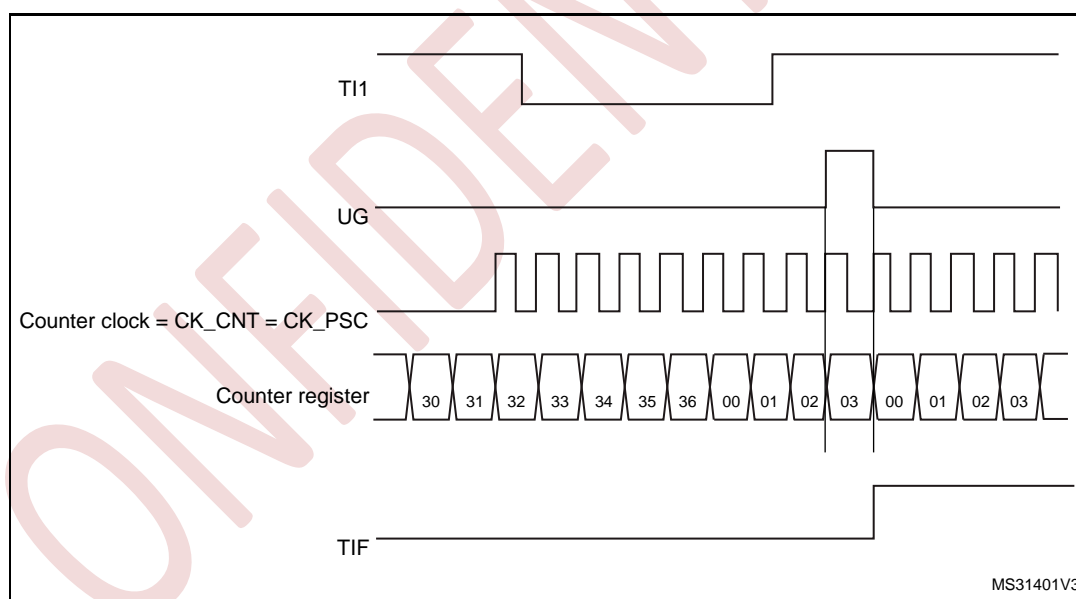 TI1
UG
Counter clock = CK_CNT = CK_PSC
Counter register 30 31 32 33 34 35 36 00 01 02 03 00 01 02 03
TIF
MS31401V3
ONFIDENT